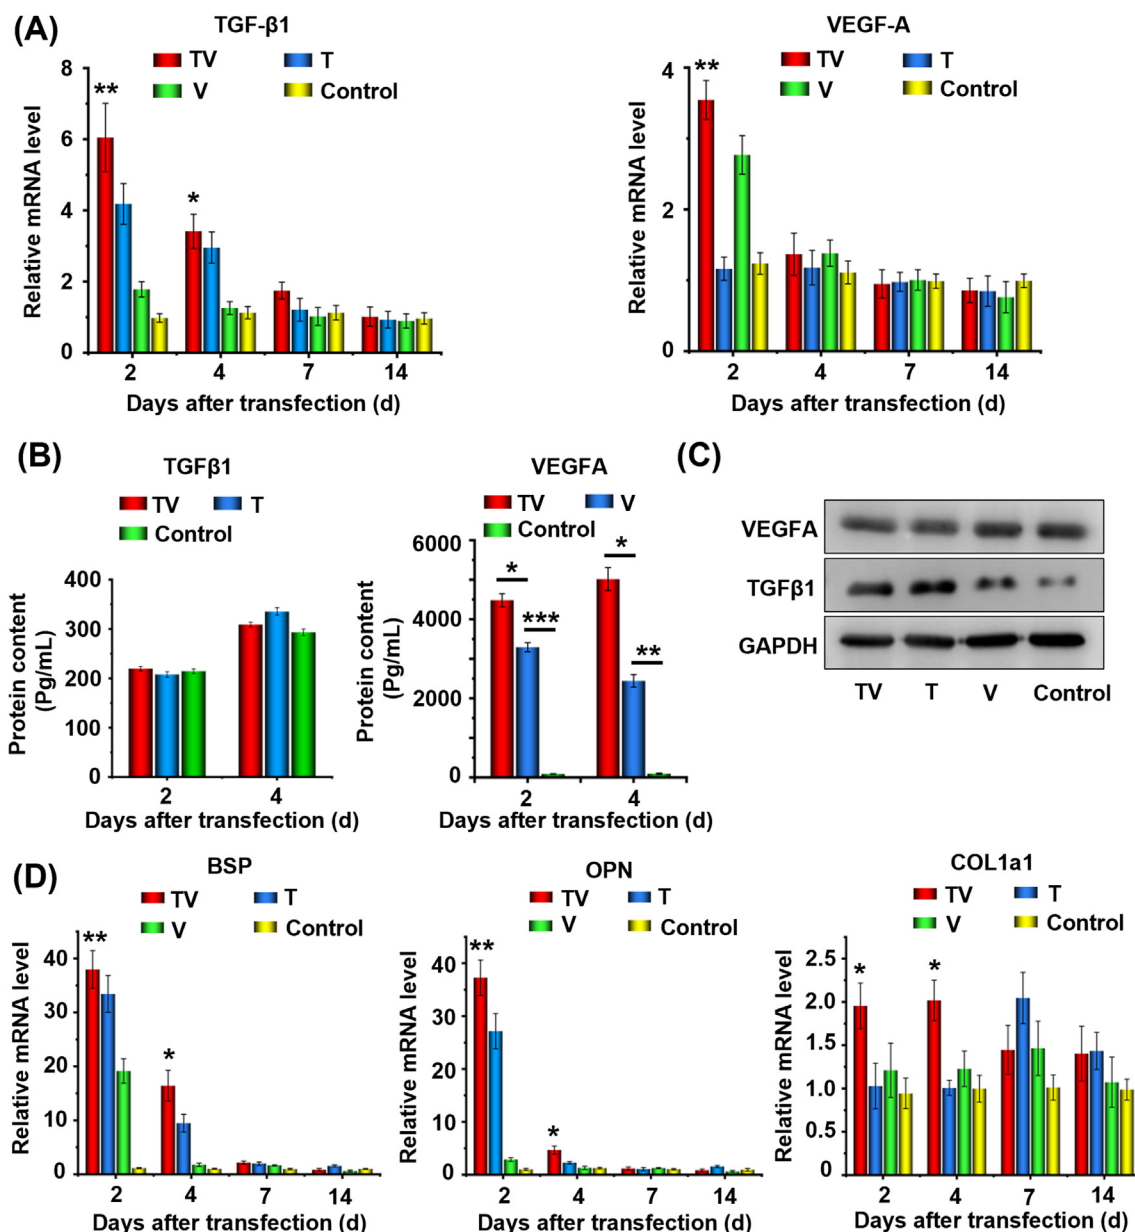 (A)
TGF-β1
TV T
V Control
Relative mRNA level
8
6
4
2
0
**
*
2 4 7 14
Days after transfection (d)
VEGF-A
TV T
V Control
Relative mRNA level
4
2
0
**
2 4 7 14
Days after transfection (d)
(B)
TGFβ1
TV T
Control
Protein content
(Pg/mL)
400
300
200
100
0
2 4
Days after transfection (d)
VEGFA
TV V
Control
Protein content
(Pg/mL)
6000
4000
2000
0
* *
*** **
2 4
Days after transfection (d)
(C)
VEGFA
TGFβ1
GAPDH
TV T V Control
(D)
BSP
TV T
V Control
Relative mRNA level
40
30
20
10
0
**
*
2 4 7 14
Days after transfection (d)
OPN
TV T
V Control
Relative mRNA level
40
30
20
10
0
**
*
2 4 7 14
Days after transfection (d)
COL1a1
TV T
V Control
Relative mRNA level
2.5
2.0
1.5
1.0
0.5
0.0
* *
2 4 7 14
Days after transfection (d)